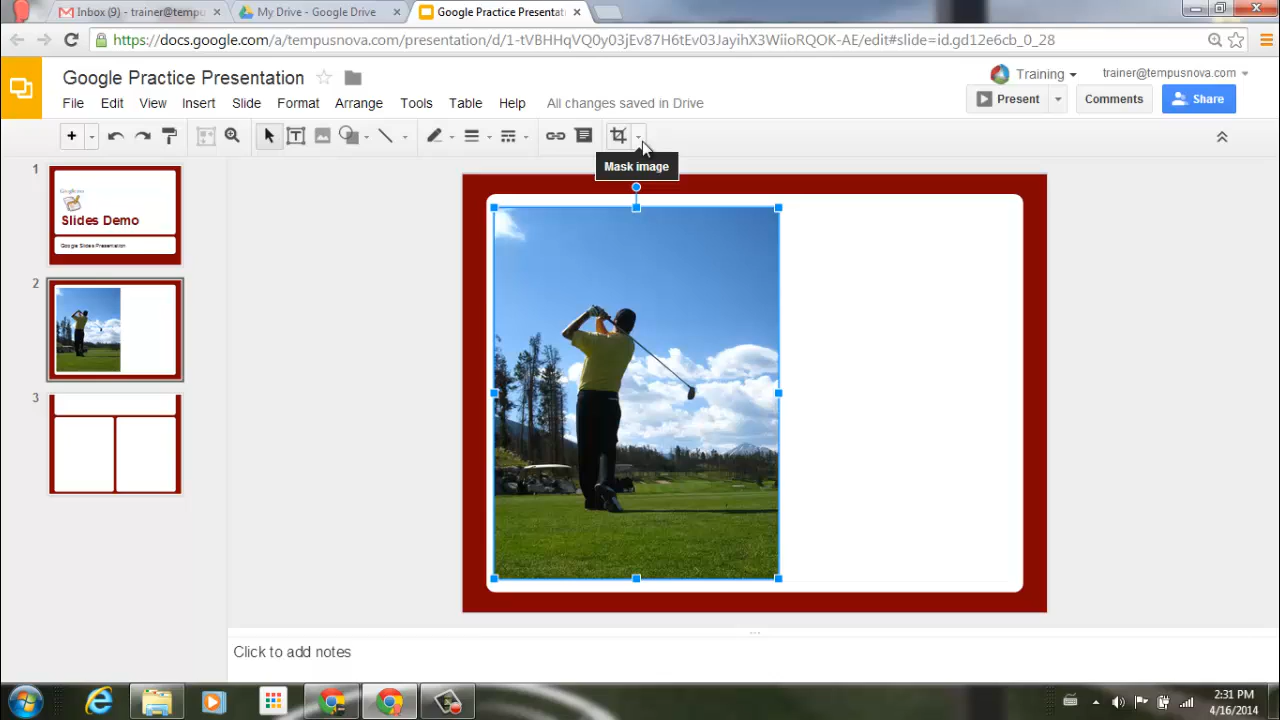 Inbox (9) - trainer@tempu
My Drive - Google Drive
Google Practice Presentat
https://docs.google.com/a/tempusnova.com/presentation/d/1-tVBHHqVQ0y03jEv87H6tEv03JayihX3WiioRQOK-AE/edit#slide=id.gd12e6cb_0_28
Google Practice Presentation
Training
trainer@tempusnova.com
File Edit View Insert Slide Format Arrange Tools Table Help All changes saved in Drive
Present
Comments
Share
Mask image
1
Slides Demo
Google Slides Presentation
2
3
Click to add notes
2:31 PM
4/16/2014